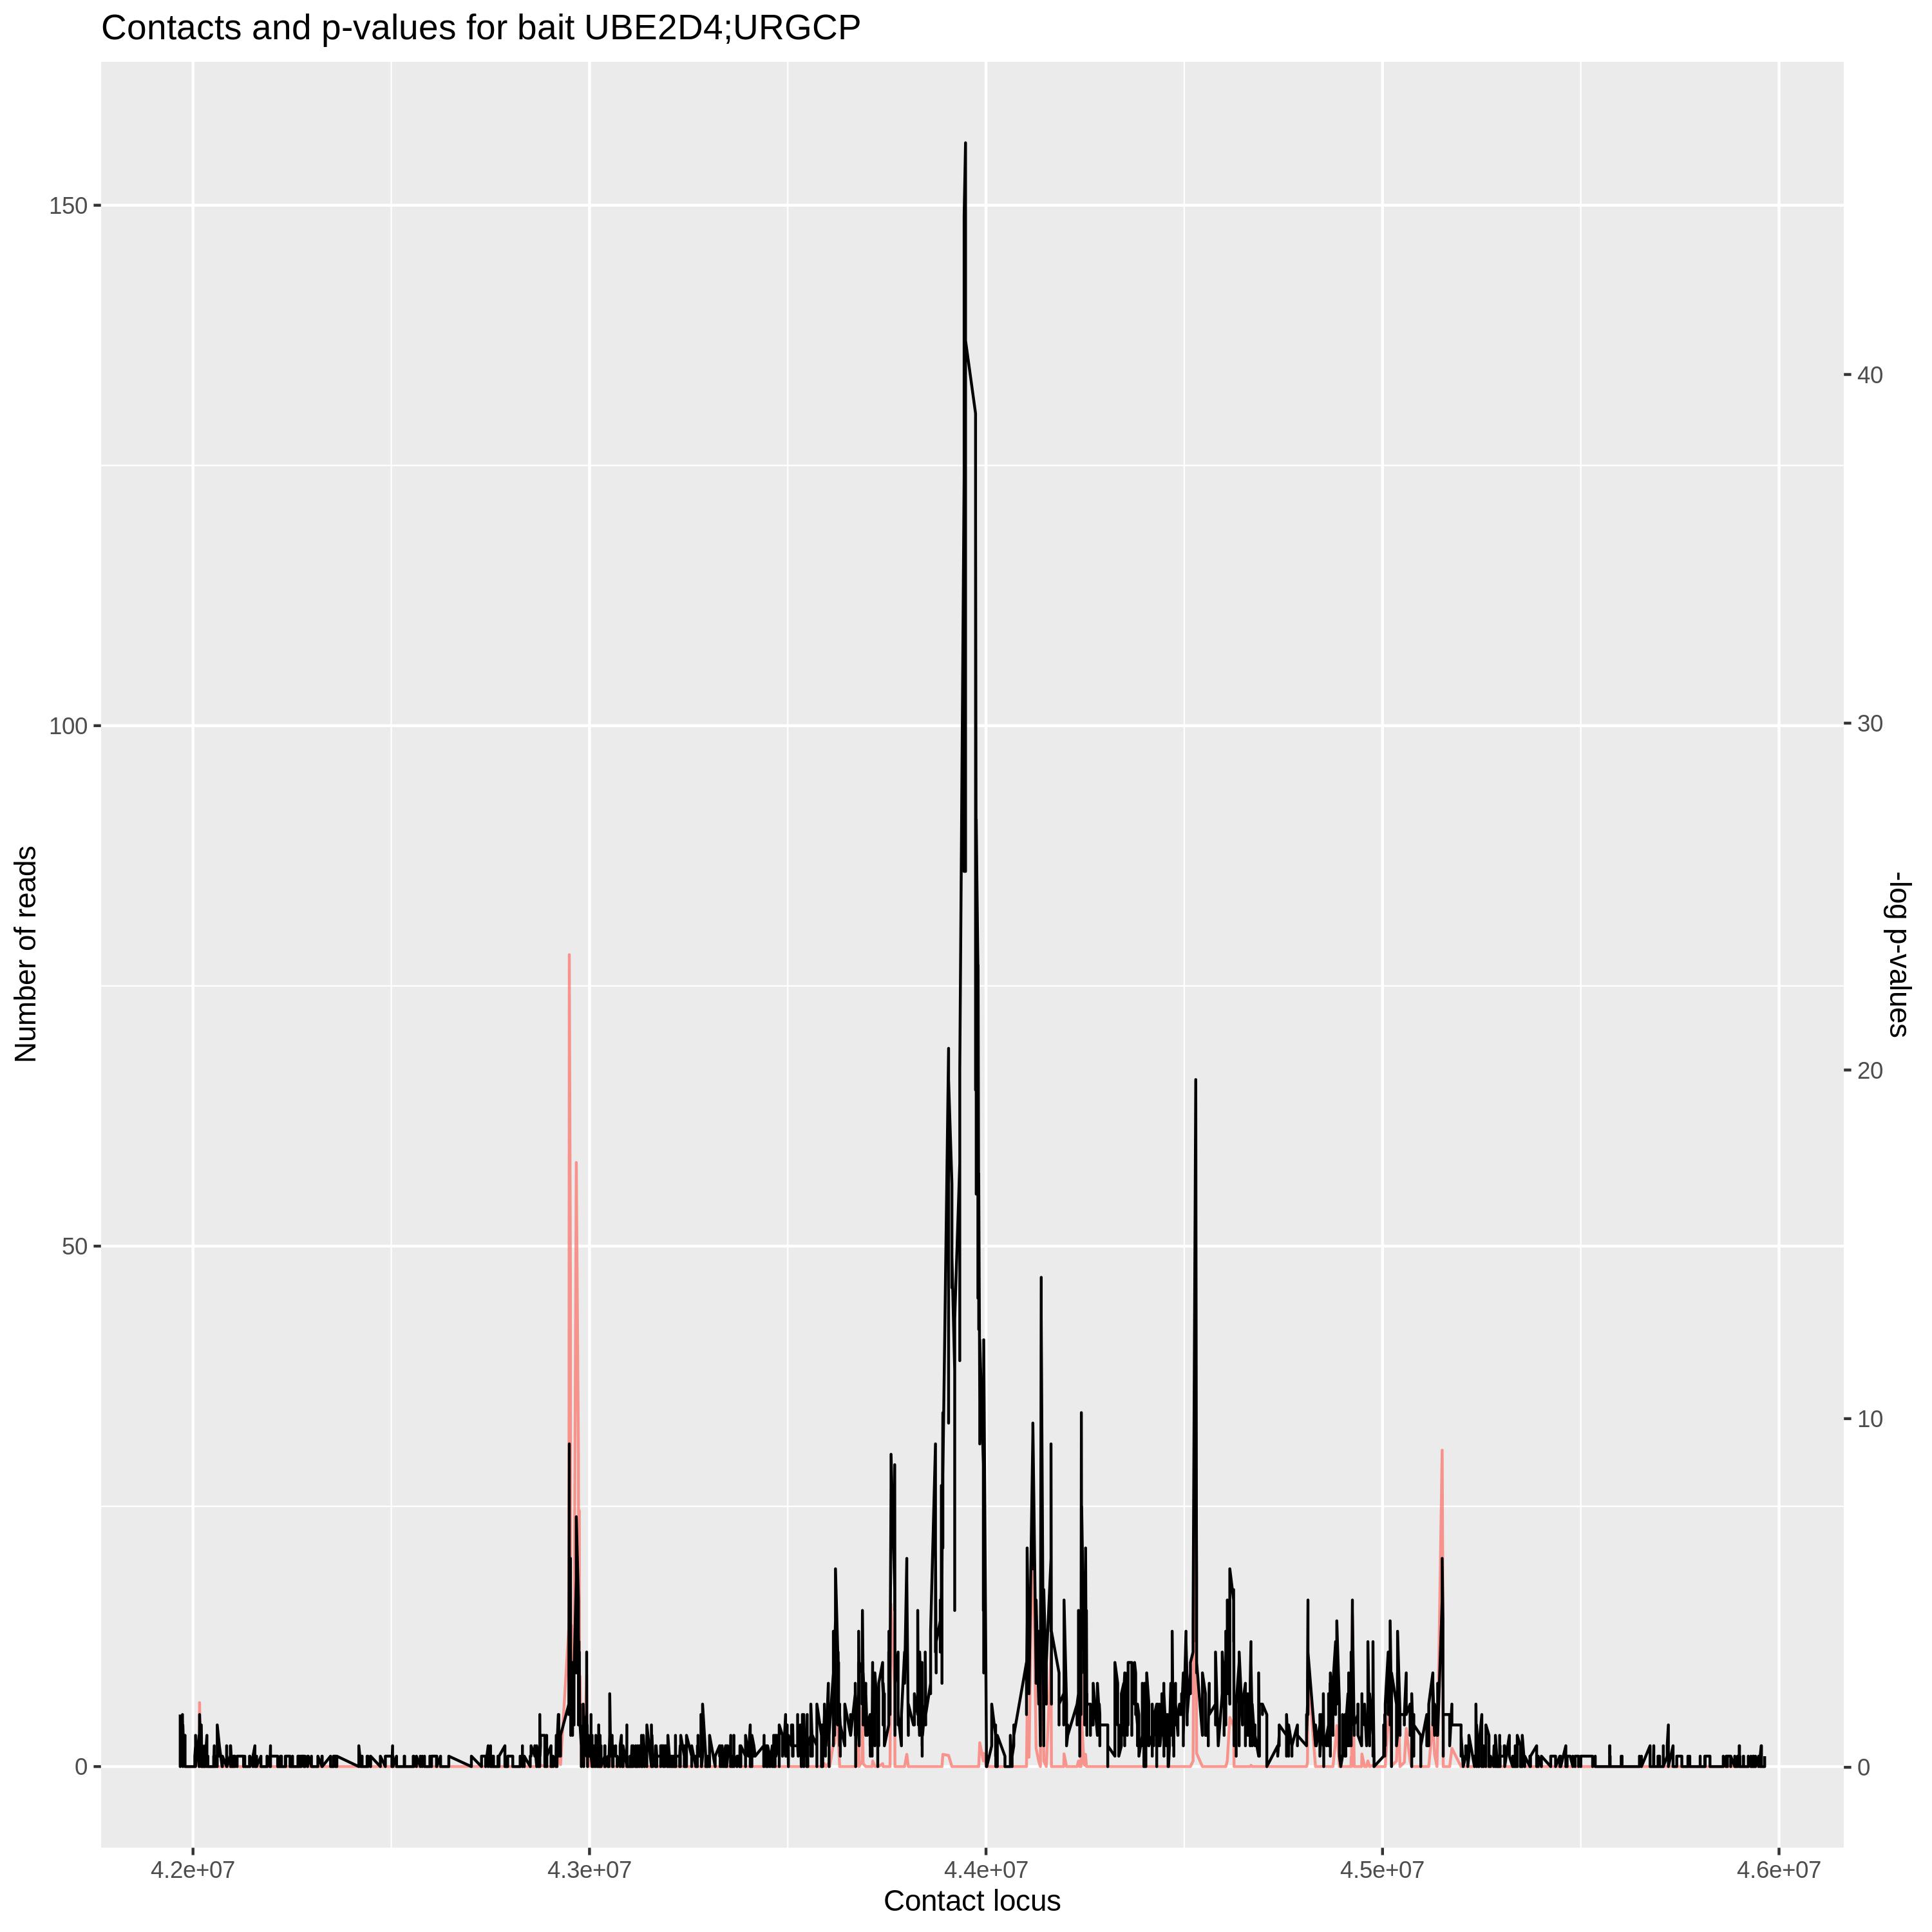 Contacts and p-values for bait UBE2D4;URGCP
150
100
50
0
Number of reads
40
30
20
10
0
-log p-values
4.2e+07
4.3e+07
4.4e+07
4.5e+07
4.6e+07
Contact locus